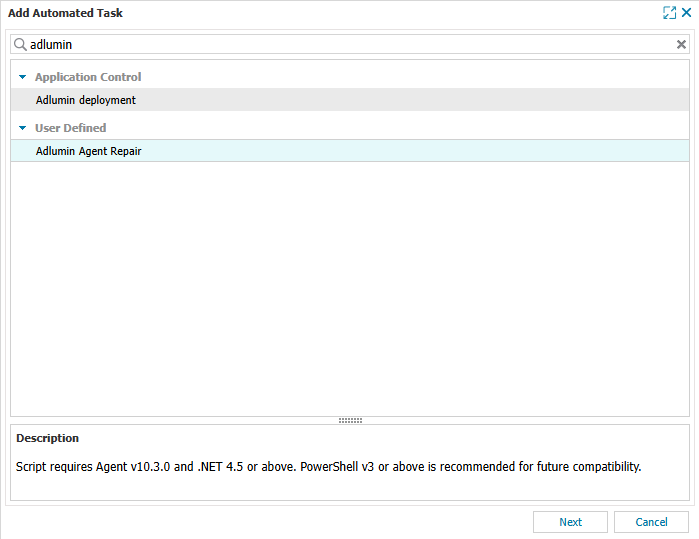 Add Automated Task
adlumin
Application Control
Adlumin deployment
User Defined
Adlumin Agent Repair
Description
Script requires Agent v10.3.0 and .NET 4.5 or above. PowerShell v3 or above is recommended for future compatibility.
Next
Cancel